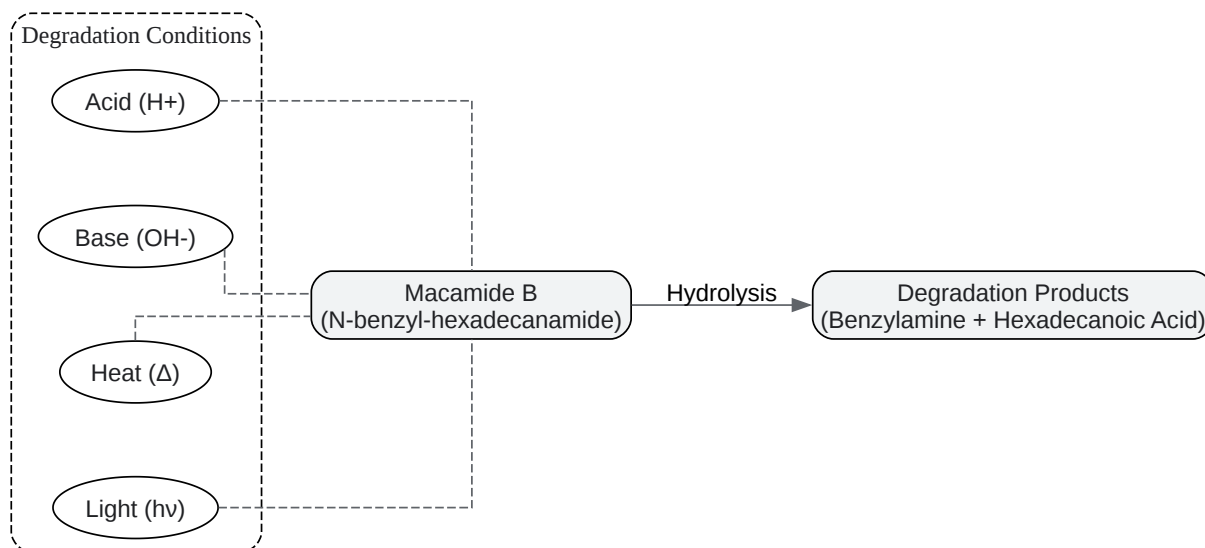 Degradation Conditions
Acid (H+)
Base (OH-)
Heat (Δ)
Light (hν)
Macamide B
(N-benzyl-hexadecanamide)
Hydrolysis
Degradation Products
(Benzylamine + Hexadecanoic Acid)